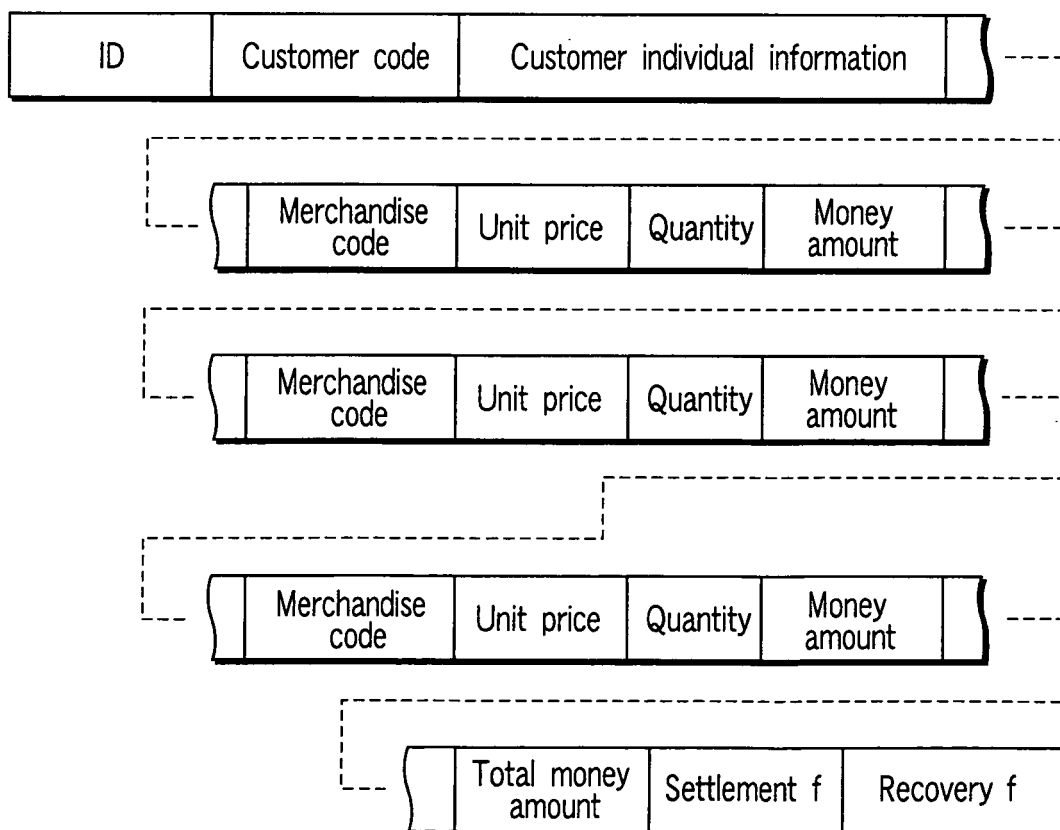 ID Customer code Customer individual information
Merchandise code Unit price Quantity Money amount
Merchandise code Unit price Quantity Money amount
Merchandise code Unit price Quantity Money amount
Total money amount Settlement f Recovery f